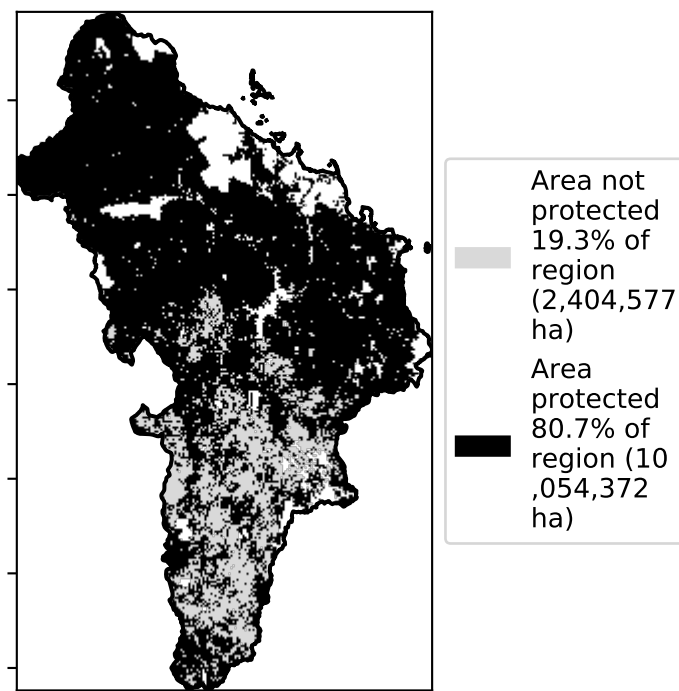 Area not
protected
19.3% of
region
(2,404,577
ha)
Area
protected
80.7% of
region (10
,054,372
ha)